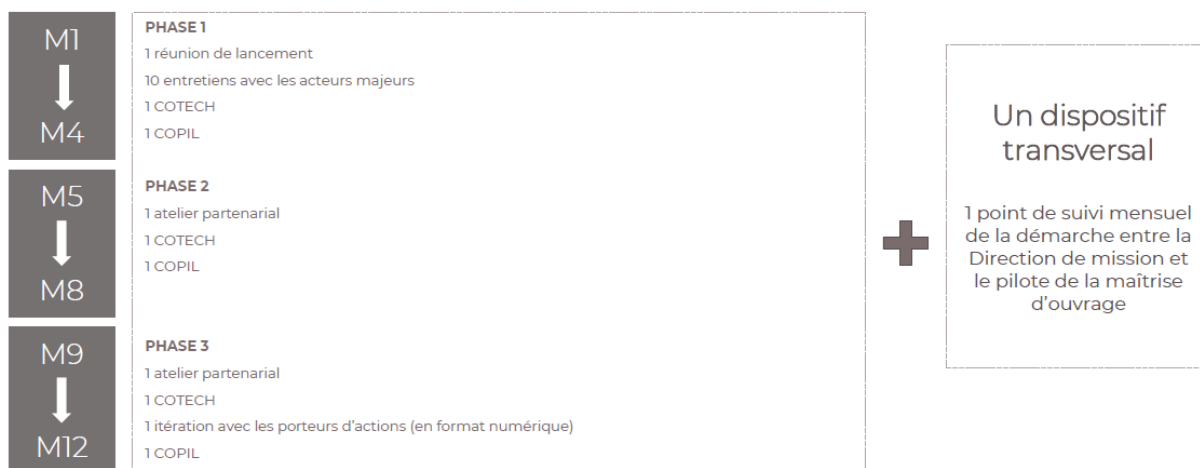 M1
M4
PHASE 1
1 réunion de lancement
10 entretiens avec les acteurs majeurs
1 COTECH
1 COPIL
M5
M8
PHASE 2
1 atelier partenarial
1 COTECH
1 COPIL
M9
M12
PHASE 3
1 atelier partenarial
1 COTECH
1 itération avec les porteurs d'actions (en format numérique)
1 COPIL
Un dispositif
transversal
1 point de suivi mensuel
de la démarche entre la
Direction de mission et
le pilote de la maîtrise
d'ouvrage